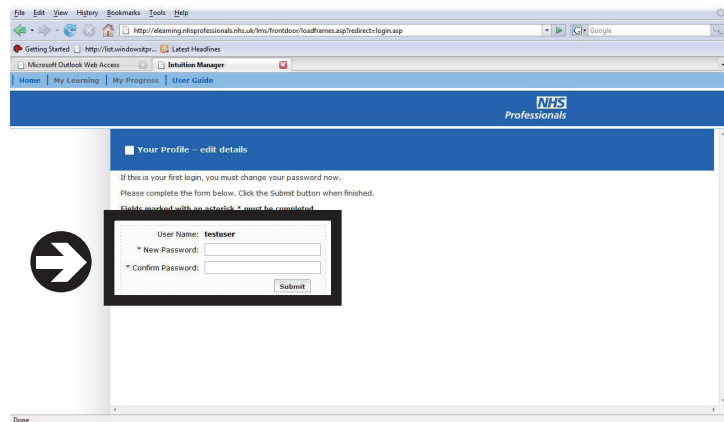 File Edit View History Bookmarks Tools Help
http://elearning.nhsprofessionals.nhs.uk/lms/frontdoor/loadframes.asp?redirect=login.asp
G Google
Getting Started http://list.windowsitpr... Latest Headlines
Microsoft Outlook Web Access Intuition Manager
Home My Learning My Progress User Guide
NHS
Professionals
Your Profile – edit details
If this is your first login, you must change your password now.
Please complete the form below. Click the Submit button when finished.
Fields marked with an asterisk * must be completed
User Name: testuser
* New Password:
* Confirm Password:
Submit
Done